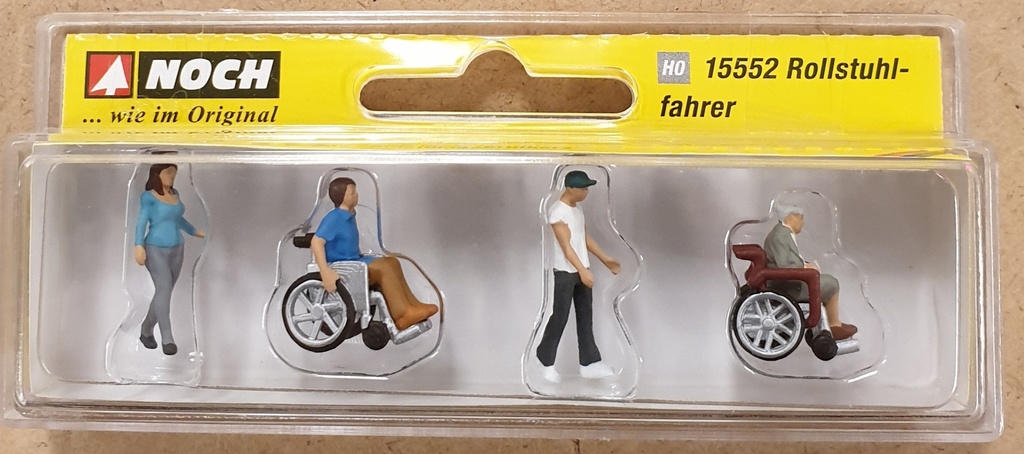 NOCH
... wie im Original
H0 15552 Rollstuhl-
fahrer